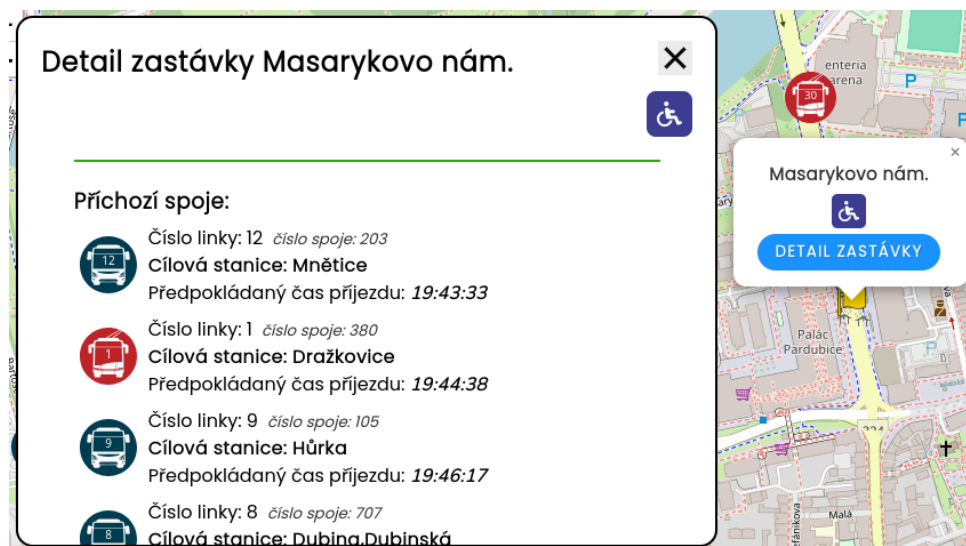 Detail zastávky Masarykovo nám.
Příchozí spoje:
12
Číslo linky: 12 číslo spoje: 203
Cílová stanice: Mnětice
Předpokládaný čas příjezdu: 19:43:33
1
Číslo linky: 1 číslo spoje: 380
Cílová stanice: Dražkovice
Předpokládaný čas příjezdu: 19:44:38
9
Číslo linky: 9 číslo spoje: 105
Cílová stanice: Hůrka
Předpokládaný čas příjezdu: 19:46:17
8
Číslo linky: 8 číslo spoje: 707
Cílová stanice: Dubina,Dubinská
enteria
arena
30
P
P
Masarykovo nám.
DETAIL ZASTÁVKY
Palác
Pardubice
P
324
Malá